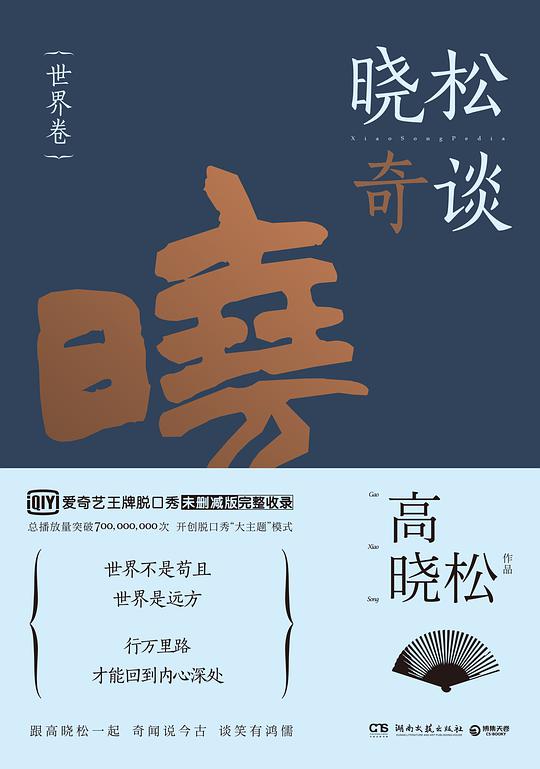 世界卷
晓松
XiaoSongPedia
奇谈
曉
iQIY 爱奇艺王牌脱口秀未删减版完整收录
总播放量突破700,000,000次 开创脱口秀“大主题”模式
世界不是苟且
世界是远方
行万里路
才能回到内心深处
跟高晓松一起 奇闻说今古 谈笑有鸿儒
Gao
高
Xiao
晓松
Song
作品
湖南文艺出版社
博集天卷
CS-BOOKY